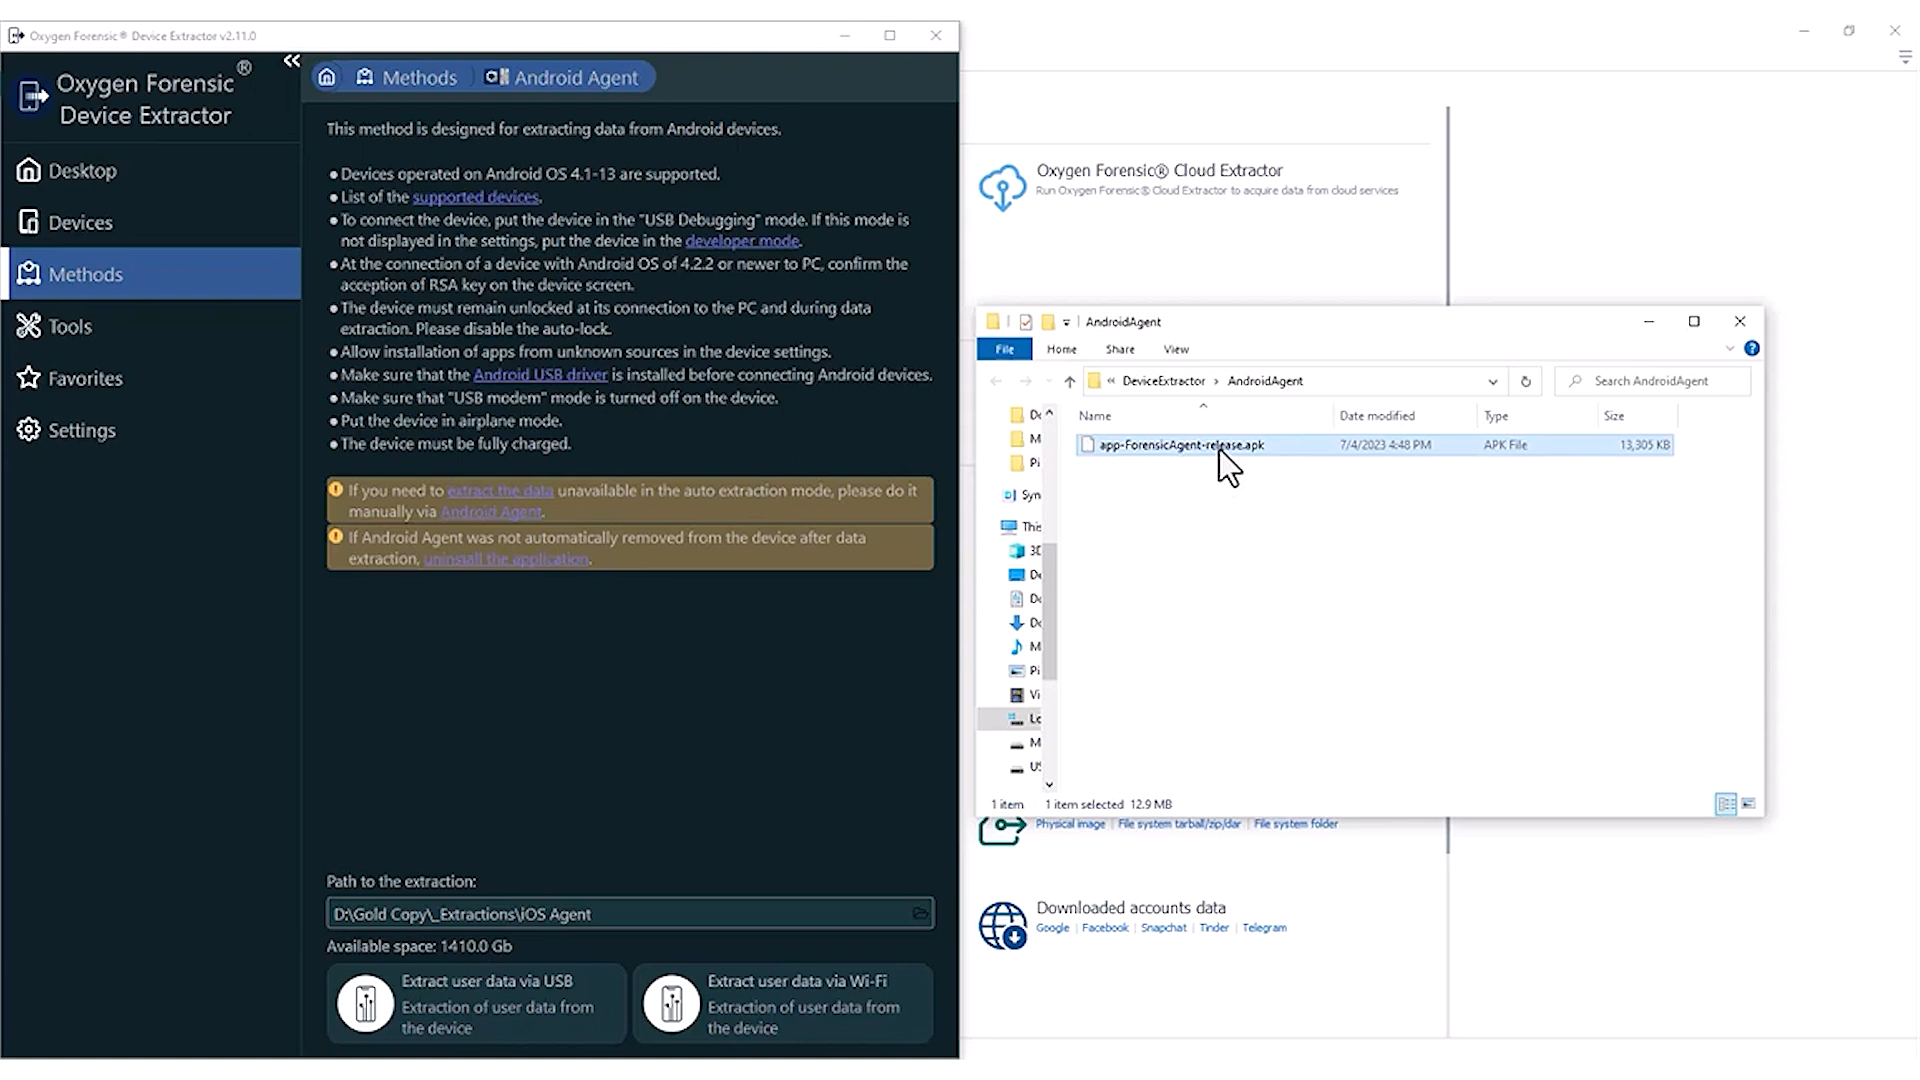 Oxygen Forensic® Device Extractor v2.11.0
Oxygen Forensic ®
Device Extractor
Desktop
Devices
Methods
Tools
Favorites
Settings
Methods
Android Agent
This method is designed for extracting data from Android devices.
● Devices operated on Android OS 4.1-13 are supported.
● List of the supported devices.
● To connect the device, put the device in the "USB Debugging" mode. If this mode is
not displayed in the settings, put the device in the developer mode.
● At the connection of a device with Android OS of 4.2.2 or newer to PC, confirm the
acception of RSA key on the device screen.
● The device must remain unlocked at its connection to the PC and during data
extraction. Please disable the auto-lock.
● Allow installation of apps from unknown sources in the device settings.
● Make sure that the Android USB driver is installed before connecting Android devices.
● Make sure that "USB modem" mode is turned off on the device.
● Put the device in airplane mode.
● The device must be fully charged.
If you need to extract the data unavailable in the auto extraction mode, please do it
manually via Android Agent.
If Android Agent was not automatically removed from the device after data
extraction, uninstall the application.
Path to the extraction:
D:\Gold Copy\_Extractions\iOS Agent
Available space: 1410.0 Gb
Extract user data via USB
Extraction of user data from
the device
Extract user data via Wi-Fi
Extraction of user data from
the device
Oxygen Forensic® Cloud Extractor
Run Oxygen Forensic® Cloud Extractor to acquire data from cloud services
AndroidAgent
File Home Share View
« DeviceExtractor › AndroidAgent
Search AndroidAgent
Name Date modified Type Size
app-ForensicAgent-release.apk 7/4/2023 4:48 PM APK File 13,305 KB
De
M
Pi
Syn
This
3D
De
Do
Do
M
Pi
Vi
Lo
M
US
1 item 1 item selected 12.9 MB
Physical image | File system tarball/zip/dar | File system folder
Downloaded accounts data
Google | Facebook | Snapchat | Tinder | Telegram